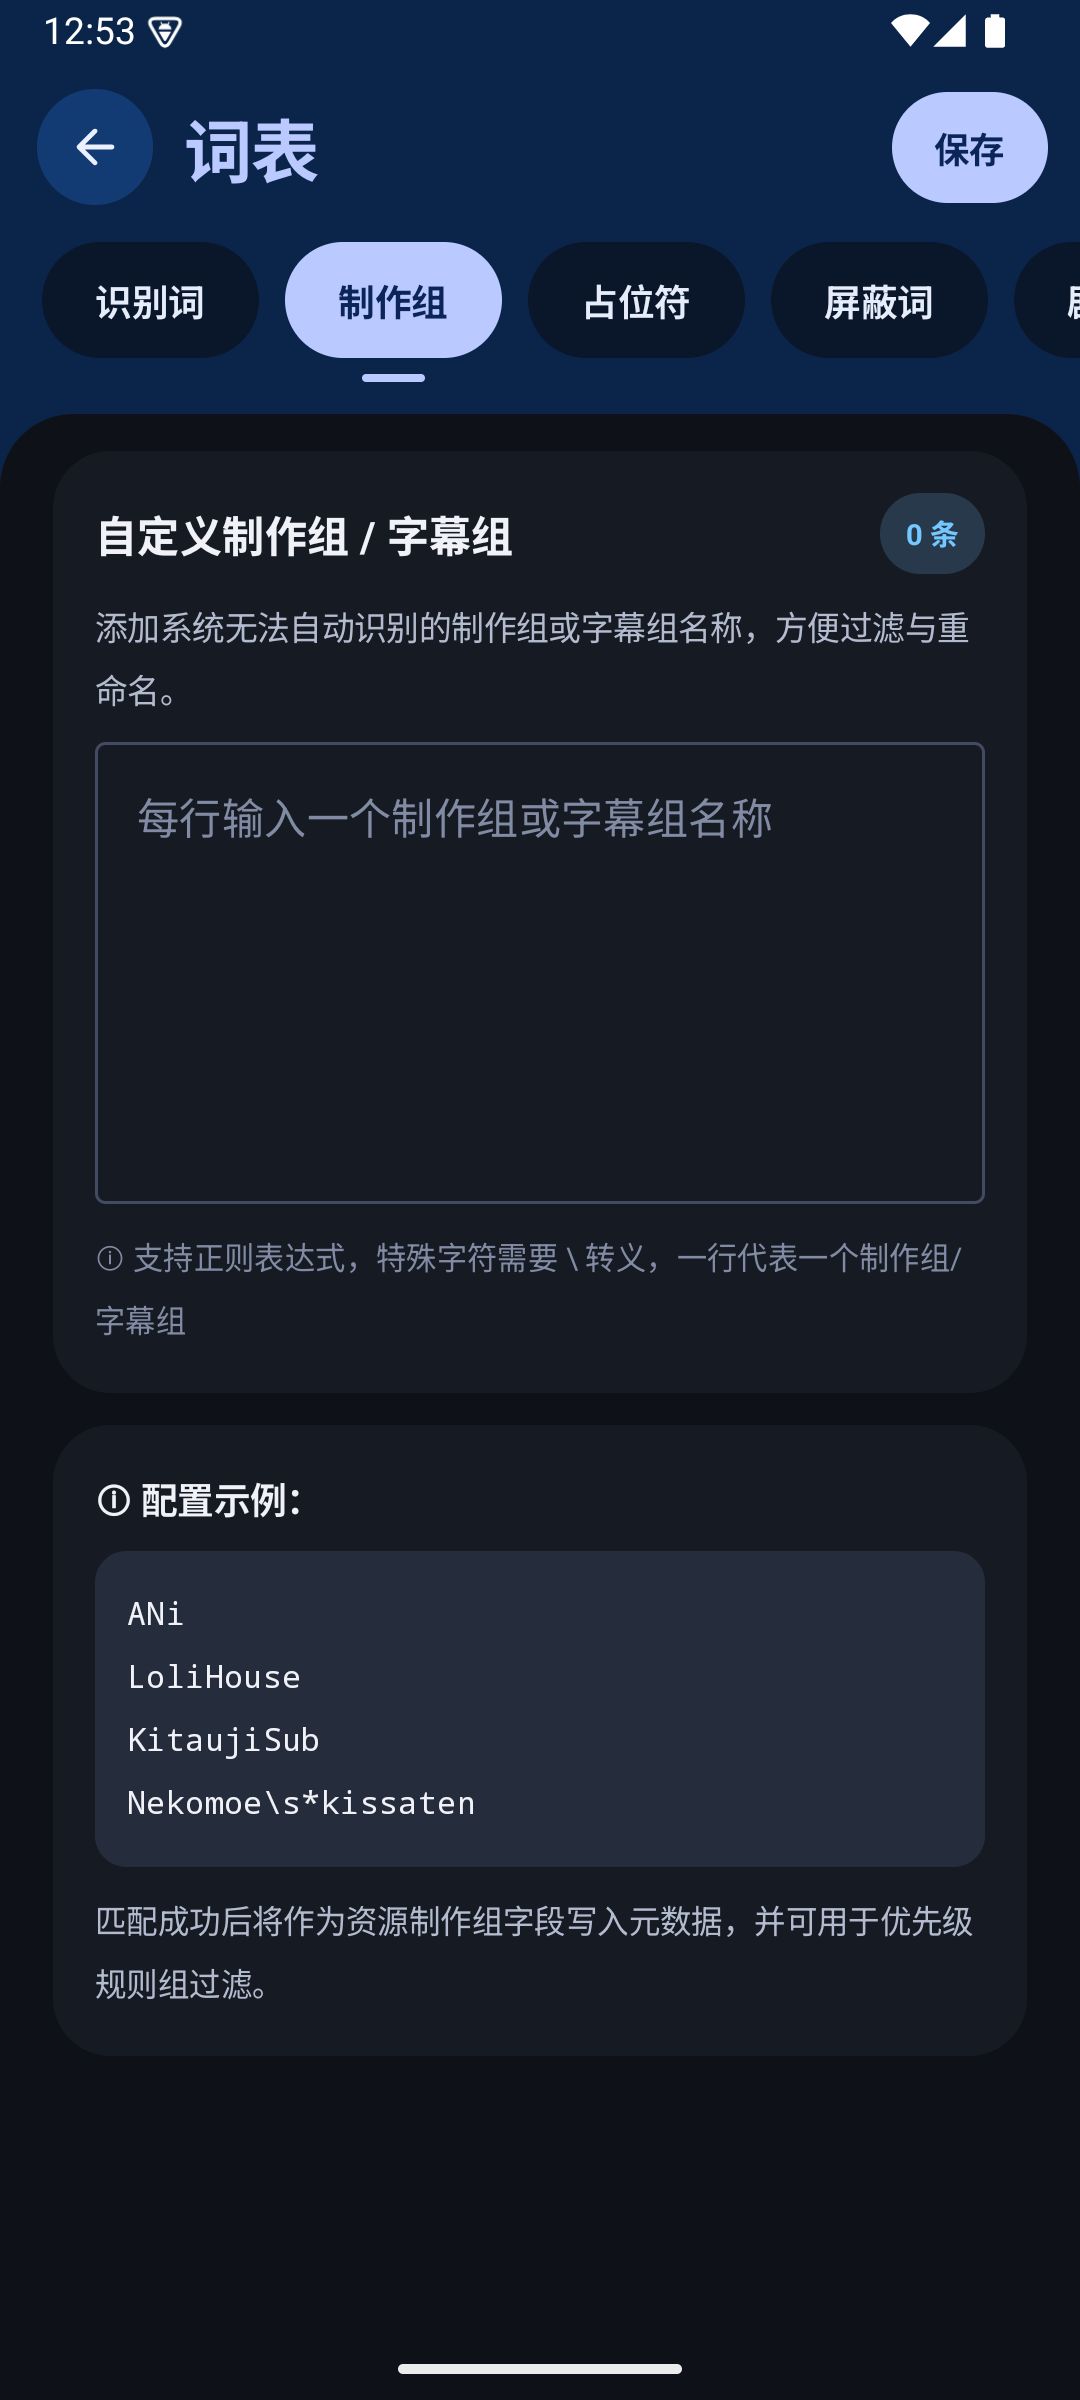 12:53
词表
保存
识别词
制作组
占位符
屏蔽词
自定义制作组 / 字幕组
0 条
添加系统无法自动识别的制作组或字幕组名称，方便过滤与重
命名。
每行输入一个制作组或字幕组名称
ⓘ 支持正则表达式，特殊字符需要 \ 转义，一行代表一个制作组/
字幕组
ⓘ 配置示例：
ANi
LoliHouse
KitaujiSub
Nekomoe\s*kissaten
匹配成功后将作为资源制作组字段写入元数据，并可用于优先级
规则组过滤。